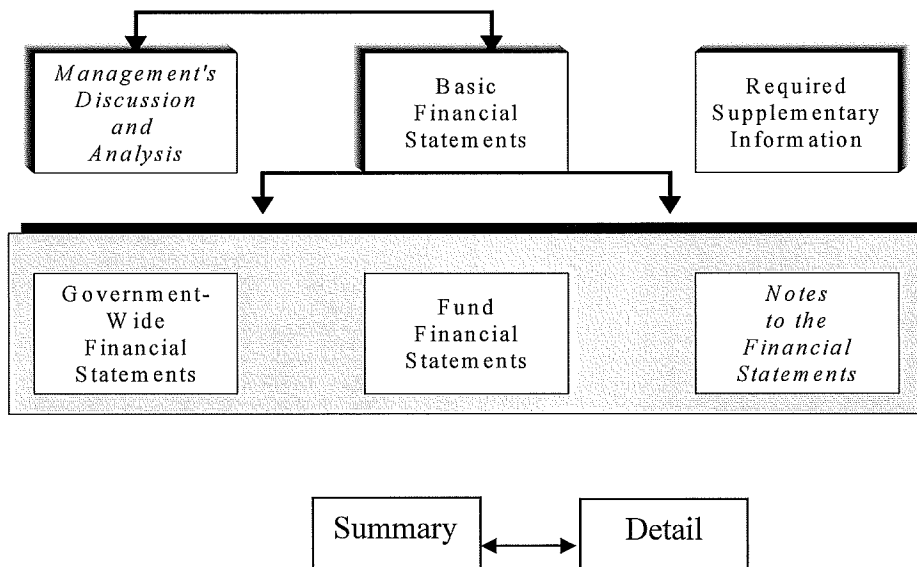 Management's
Discussion
and
Analysis
Basic
Financial
Statements
Required
Supplementary
Information
Government-
Wide
Financial
Statements
Fund
Financial
Statements
Notes
to the
Financial
Statements
Summary
Detail